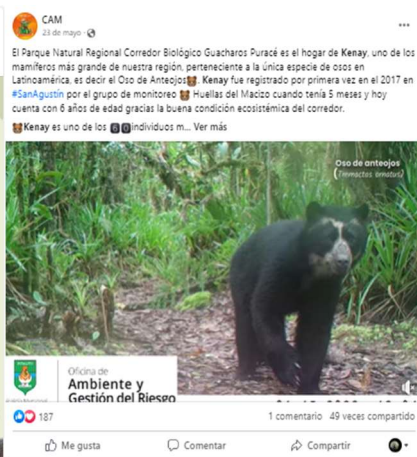 CAM
23 de mayo ·
El Parque Natural Regional Corredor Biológico Guacharos Puracé es el hogar de Kenay, uno de los
mamíferos más grande de nuestra región, perteneciente a la única especie de osos en
Latinoamérica, es decir el Oso de Anteojos🐻. Kenay fue registrado por primera vez en el 2017 en
#SanAgustín por el grupo de monitoreo 🐻 Huellas del Macizo cuando tenía 5 meses y hoy
cuenta con 6 años de edad gracias la buena condición ecosistémica del corredor.
🐻Kenay es uno de los 6️⃣0️⃣individuos m... Ver más
Oso de anteojos
(Tremactos ornatus)
Oficina de
Ambiente y
Gestión del Riesgo
187
1 comentario 49 veces compartido
Me gusta Comentar Compartir